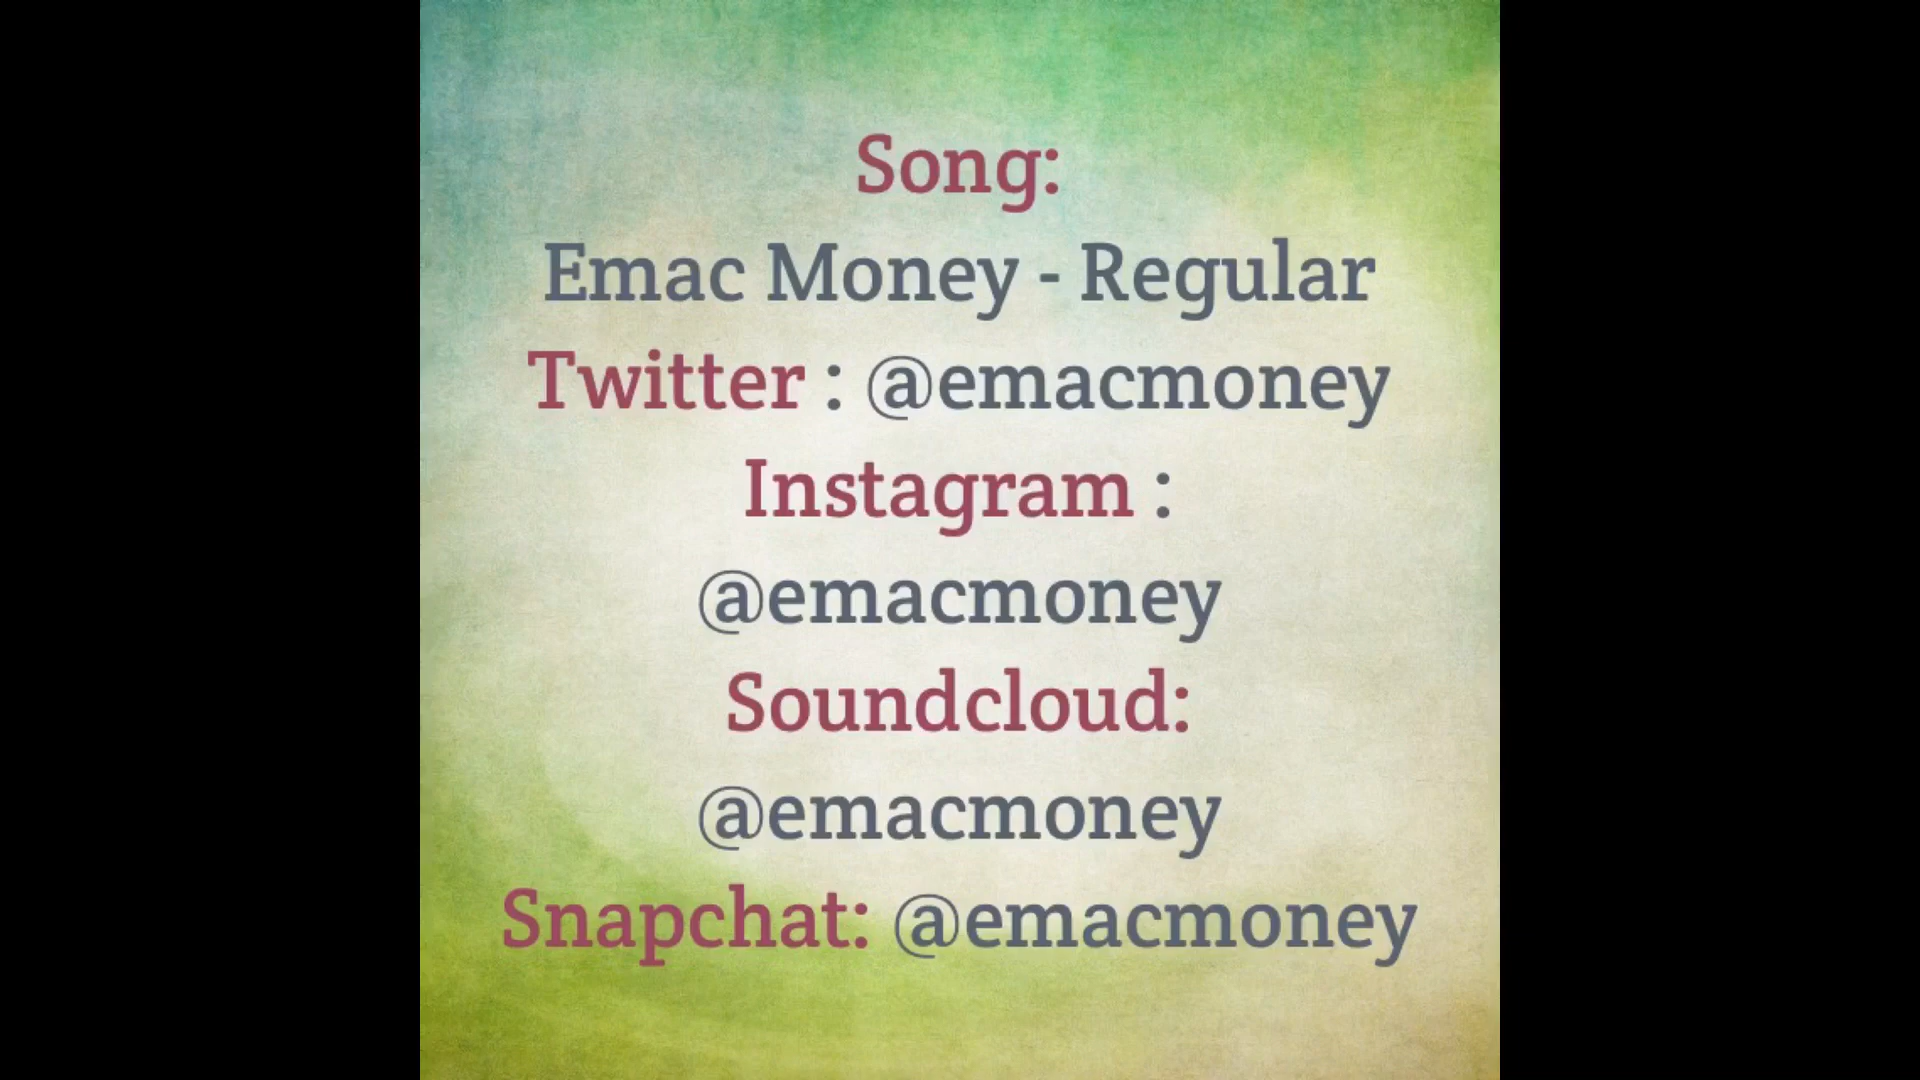 Song:
Emac Money - Regular
Twitter : @emacmoney
Instagram :
@emacmoney
Soundcloud:
@emacmoney
Snapchat: @emacmoney